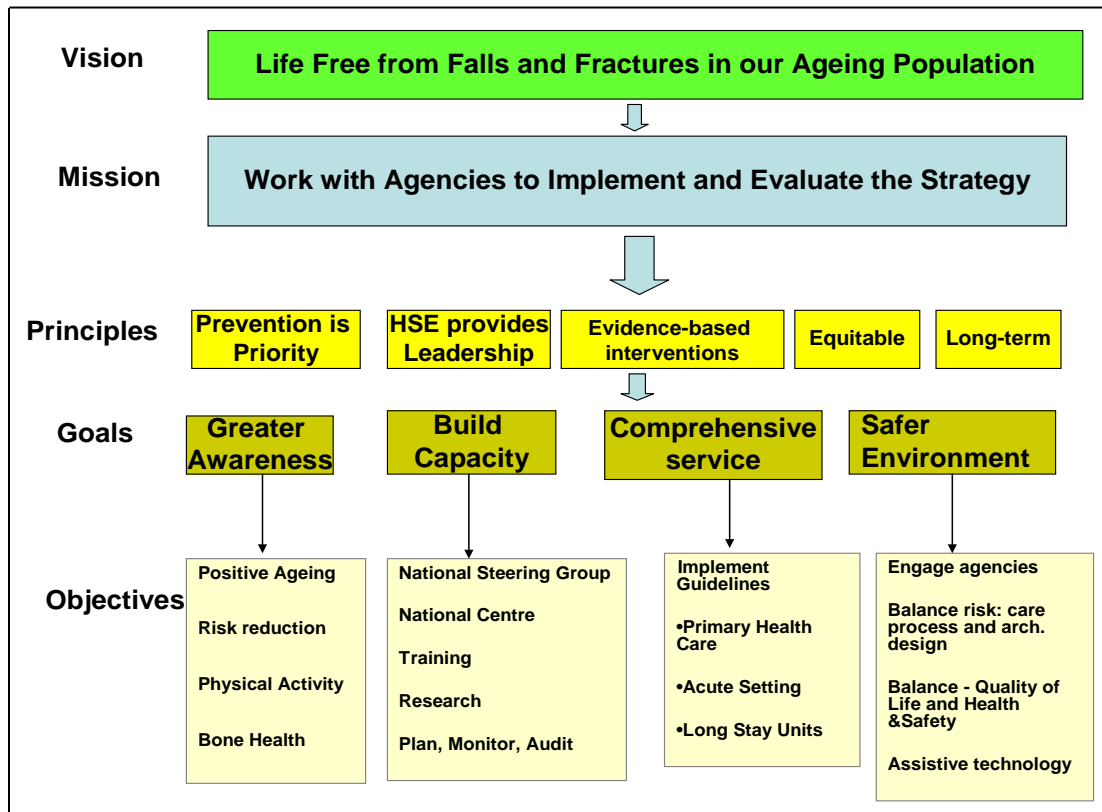 Vision
Life Free from Falls and Fractures in our Ageing Population
Mission
Work with Agencies to Implement and Evaluate the Strategy
Principles
Prevention is
Priority
HSE provides
Leadership
Evidence-based
interventions
Equitable
Long-term
Goals
Greater
Awareness
Build
Capacity
Comprehensive
service
Safer
Environment
Objectives
Positive Ageing
Risk reduction
Physical Activity
Bone Health
National Steering Group
National Centre
Training
Research
Plan, Monitor, Audit
Implement
Guidelines
•Primary Health
Care
•Acute Setting
•Long Stay Units
Engage agencies
Balance risk: care
process and arch.
design
Balance - Quality of
Life and Health
&Safety
Assistive technology